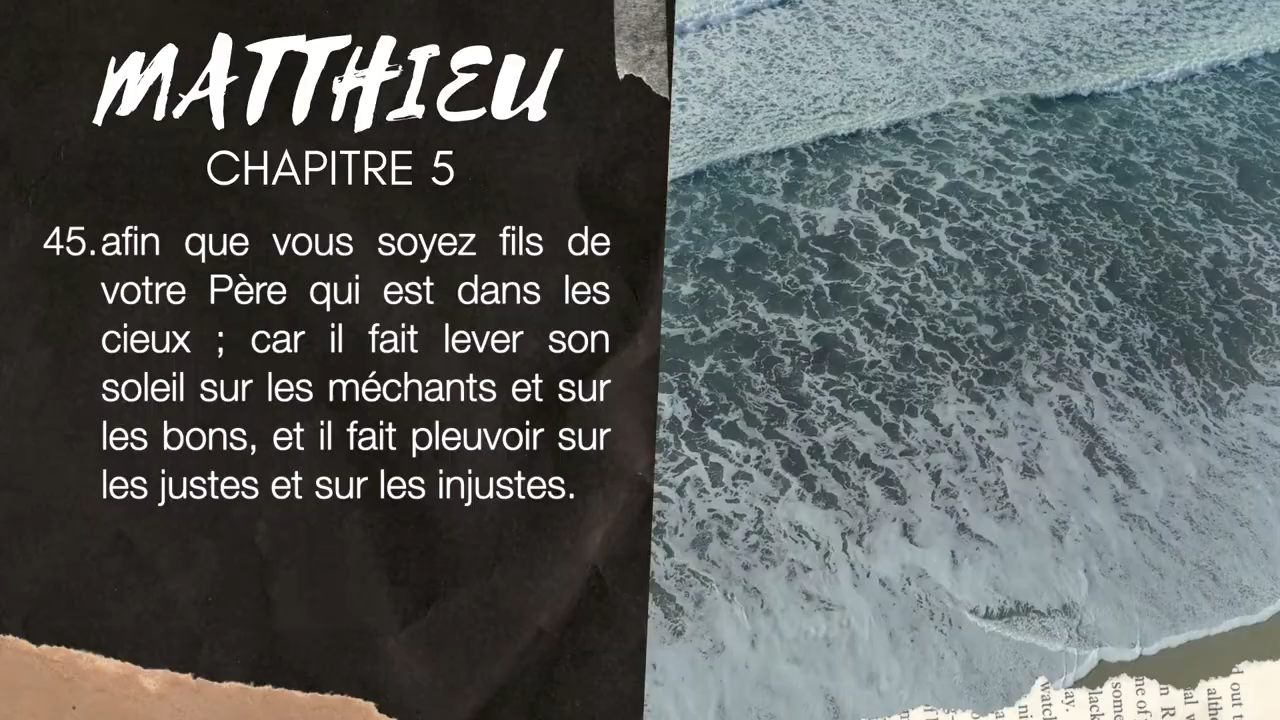 MATTHIEU
CHAPITRE 5
45. afin que vous soyez fils de
votre Père qui est dans les
cieux ; car il fait lever son
soleil sur les méchants et sur
les bons, et il fait pleuvoir sur
les justes et sur les injustes.